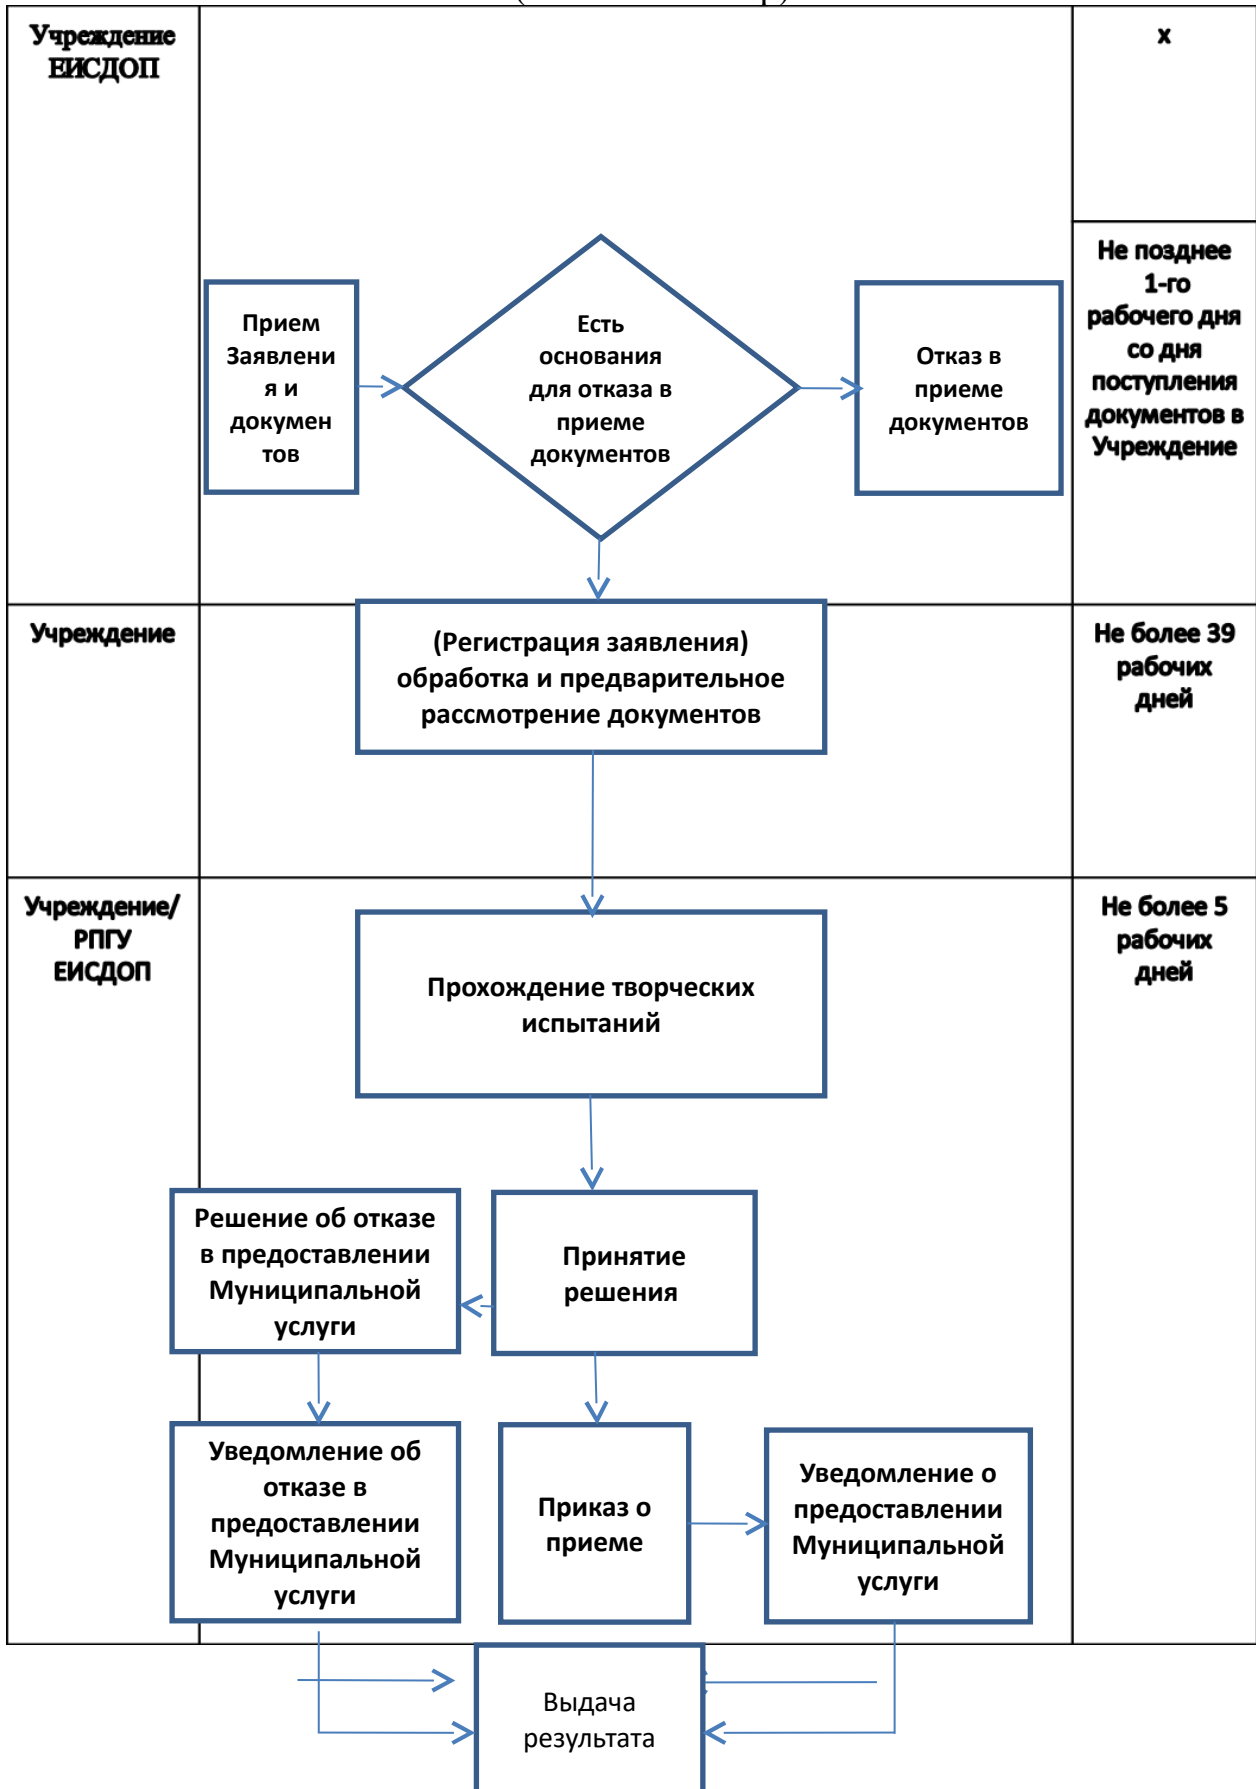 Учреждение
ЕИСДОП
х
Не позднее
1-го
рабочего дня
со дня
поступления
документов в
Учреждение
Прием
Заявлени
я и
докумен
тов
Есть
основания
для отказа в
приеме
документов
Отказ в
приеме
документов
Учреждение
(Регистрация заявления)
обработка и предварительное
рассмотрение документов
Не более 39
рабочих
дней
Учреждение/
РПГУ
ЕИСДОП
Прохождение творческих
испытаний
Не более 5
рабочих
дней
Решение об отказе
в предоставлении
Муниципальной
услуги
Принятие
решения
Уведомление об
отказе в
предоставлении
Муниципальной
услуги
Приказ о
приеме
Уведомление о
предоставлении
Муниципальной
услуги
Выдача
результата